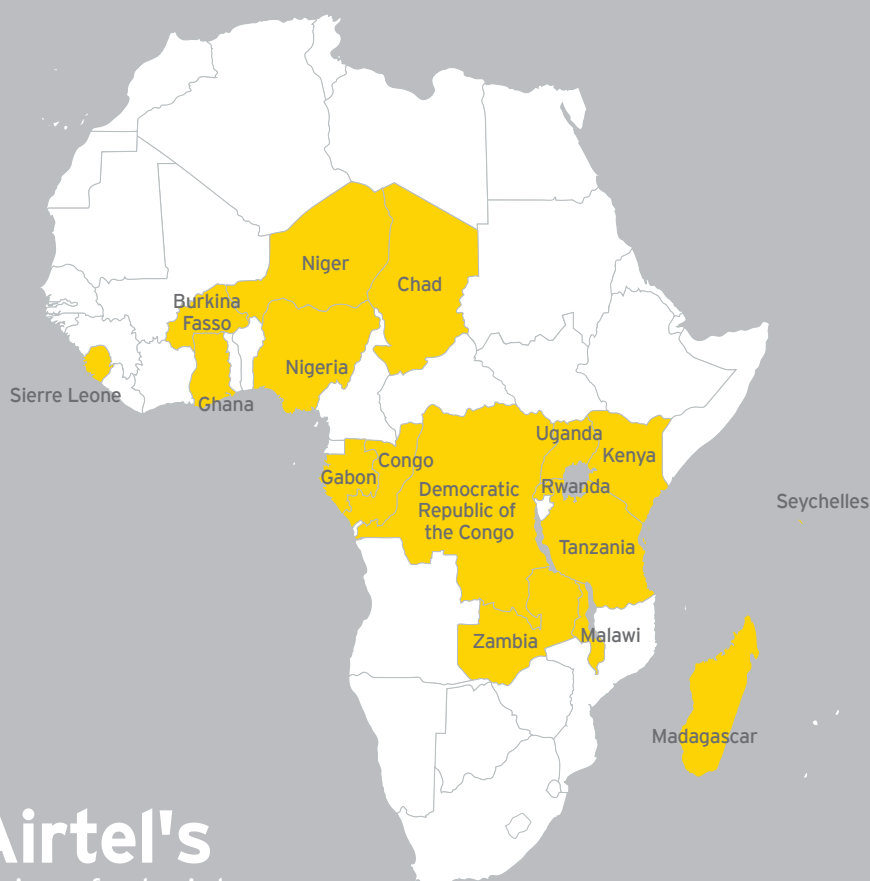 Niger
Chad
Burkina
Fasso
Nigeria
Sierre Leone
Ghana
Uganda
Kenya
Congo
Gabon
Rwanda
Democratic
Republic of
the Congo
Seychelles
Tanzania
Zambia
Malawi
Madagascar
Airtel's